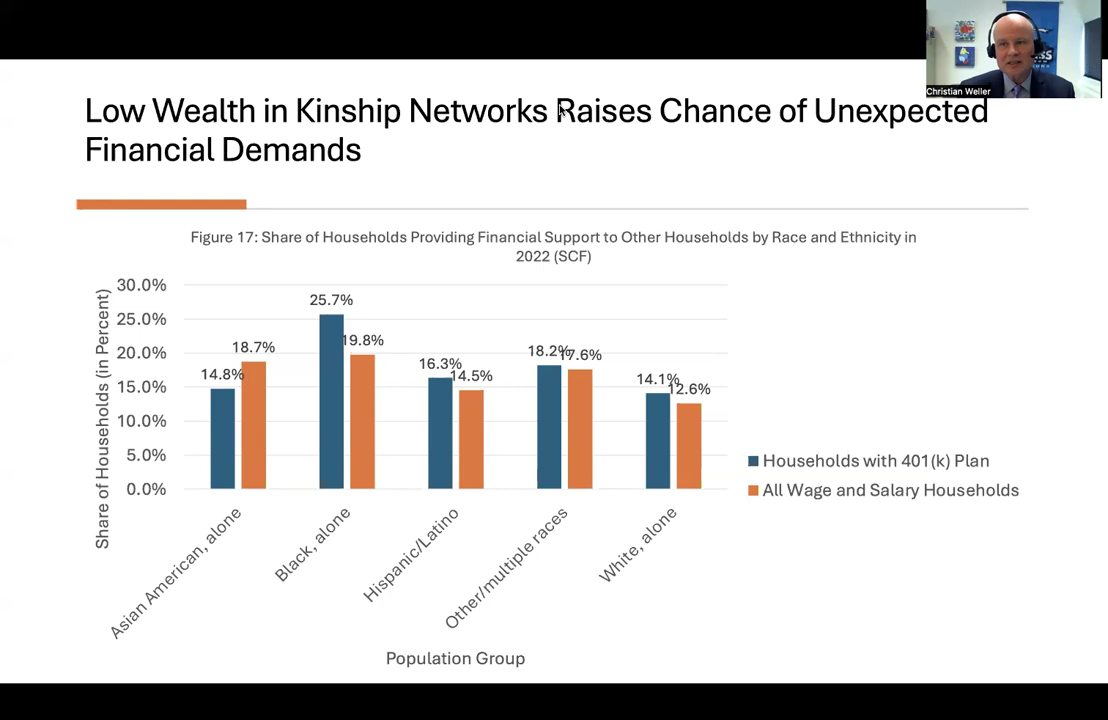 Christian Weller
Low Wealth in Kinship Networks Raises Chance of Unexpected
Financial Demands
Figure 17: Share of Households Providing Financial Support to Other Households by Race and Ethnicity in
2022 (SCF)
Share of Households (in Percent)
30.0%
25.0%
20.0%
15.0%
10.0%
5.0%
0.0%
14.8%
18.7%
25.7%
19.8%
16.3%
14.5%
18.2%
17.6%
14.1%
12.6%
Asian American, alone
Black, alone
Hispanic/Latino
Other/multiple races
White, alone
Population Group
Households with 401(k) Plan
All Wage and Salary Households